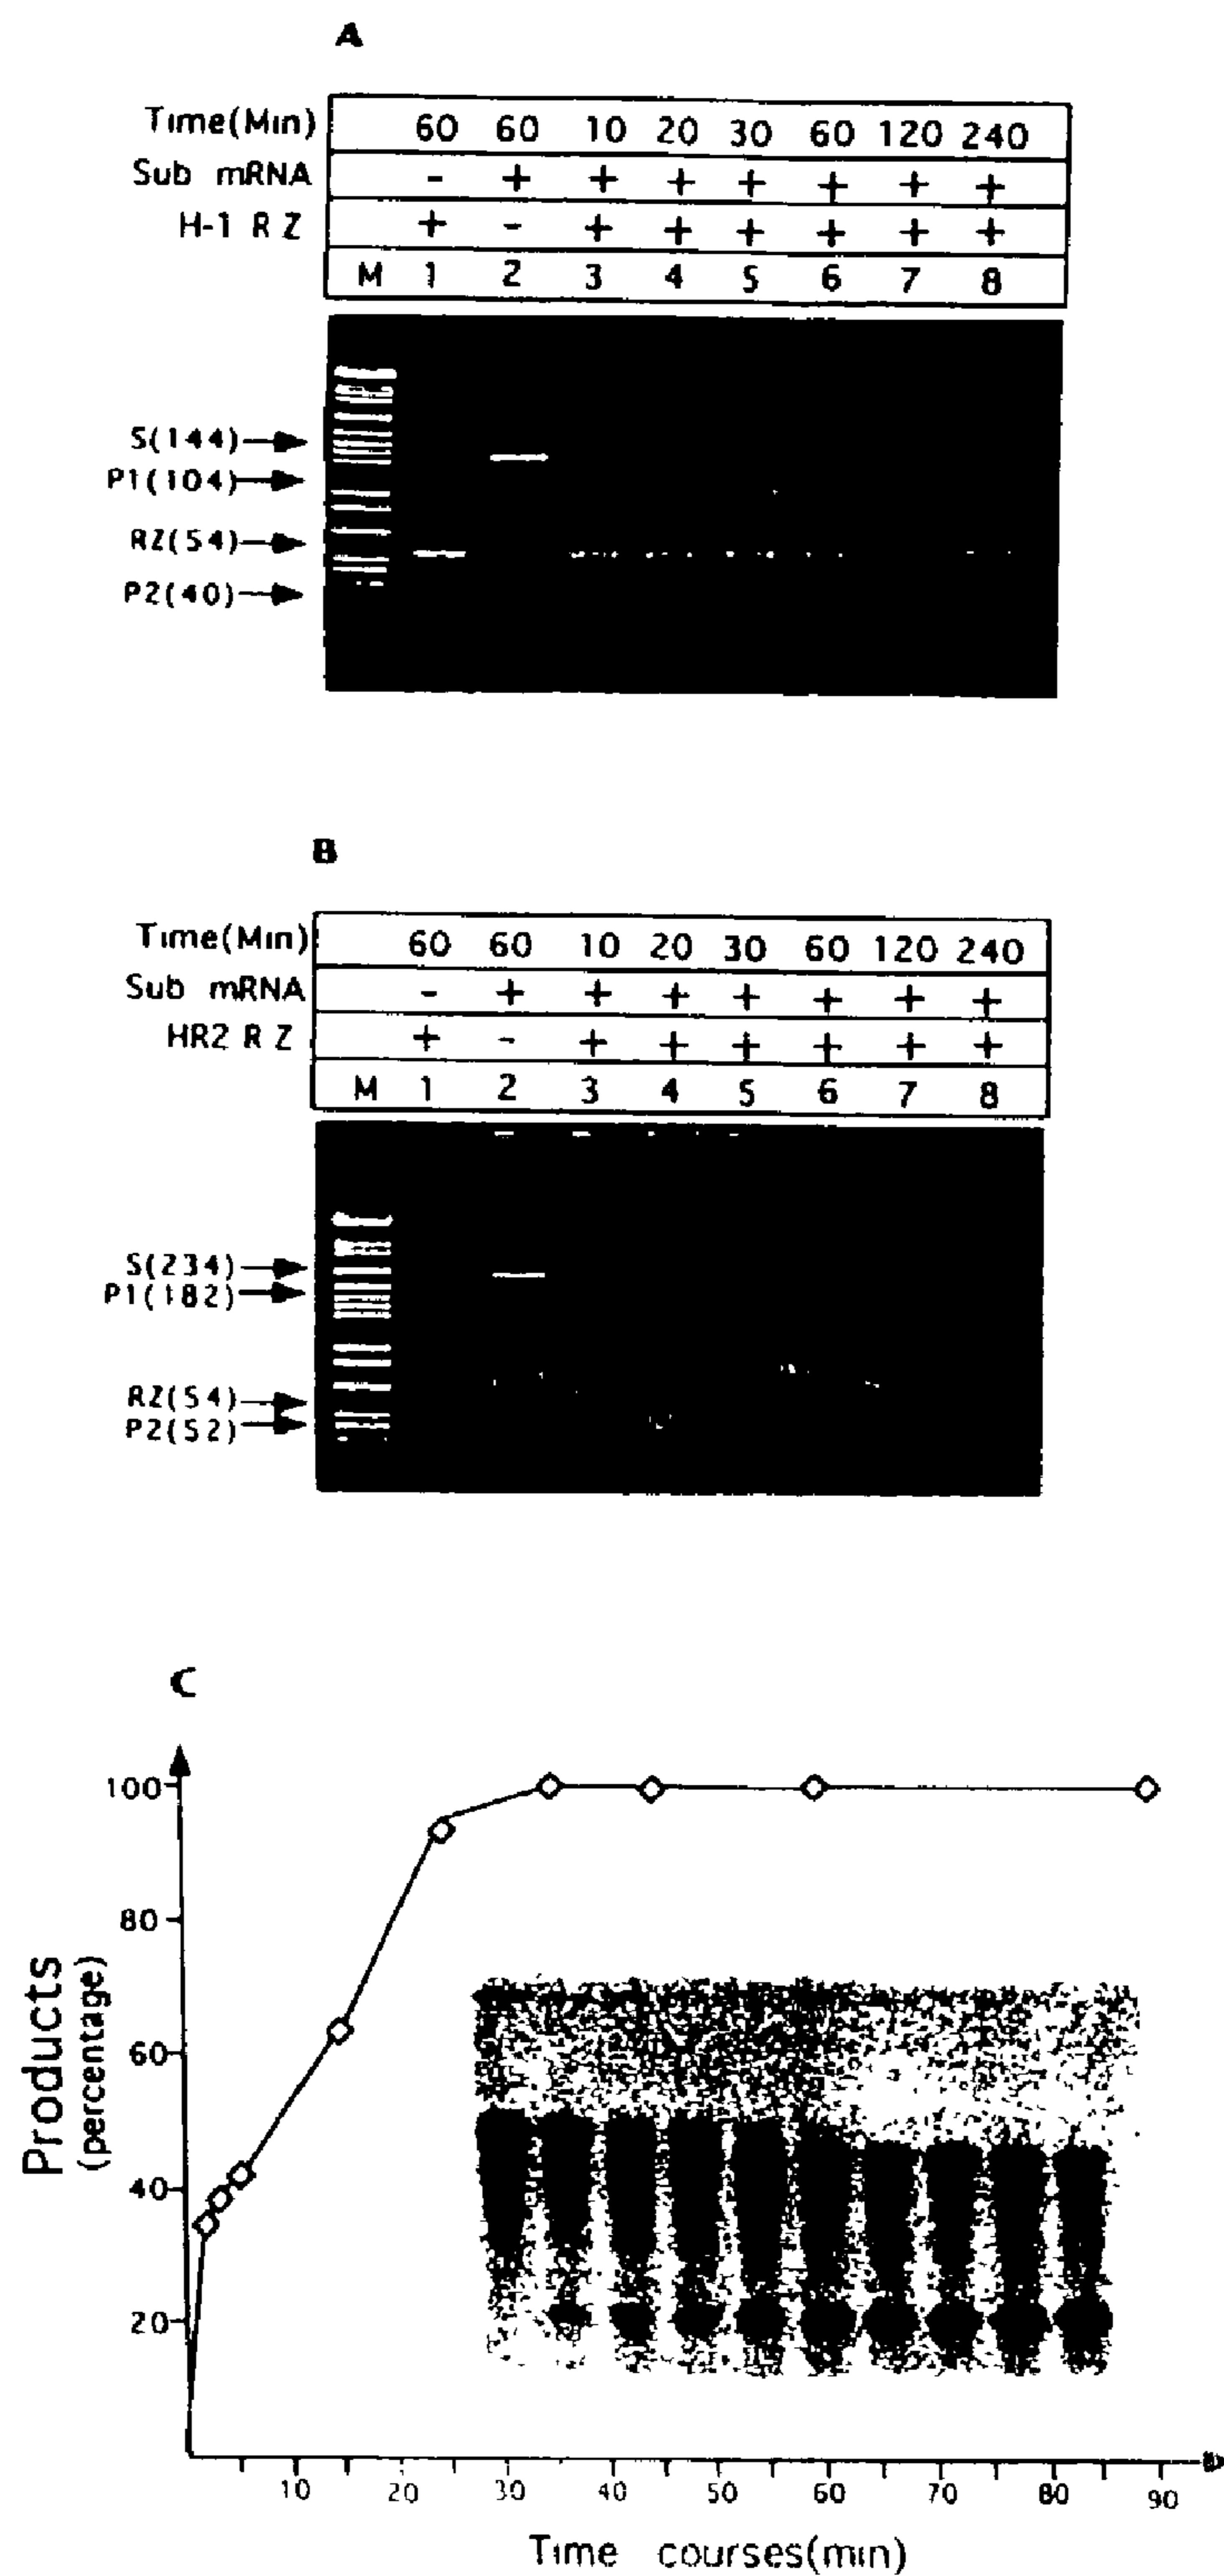 A
Time(Min) 60 60 10 20 30 60 120 240
Sub mRNA - + + + + + + +
H-1 RZ + - + + + + + +
M 1 2 3 4 5 6 7 8
S(144)
P1(104)
RZ(54)
P2(40)
B
Time(Min) 60 60 10 20 30 60 120 240
Sub mRNA - + + + + + + +
HR2 RZ + - + + + + + +
M 1 2 3 4 5 6 7 8
S(234)
P1(182)
RZ(54)
P2(52)
C
100
80
60
40
20
Products
(percentage)
10 20 30 40 50 60 70 80 90
Time courses(min)